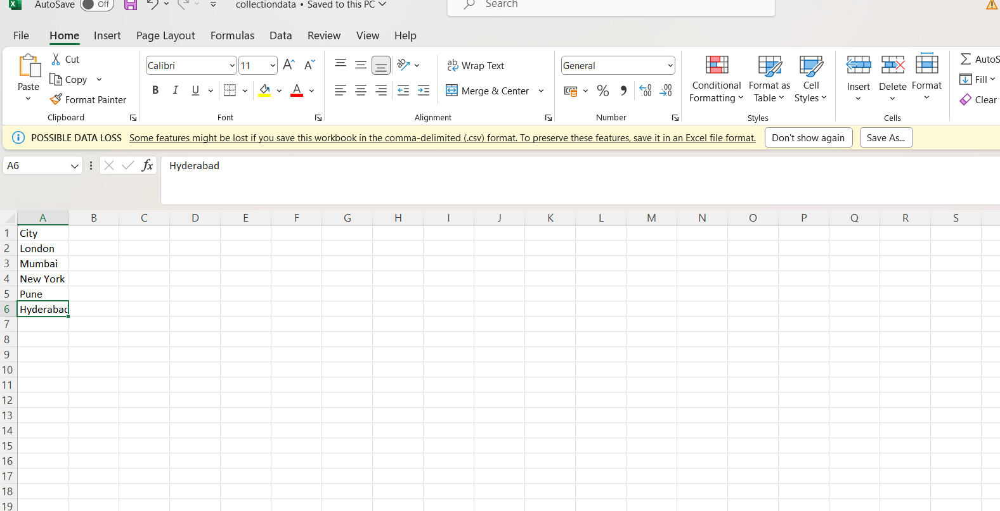 AutoSave Off collectiondata • Saved to this PC Search
File Home Insert Page Layout Formulas Data Review View Help
Paste
Cut
Copy
Format Painter
Clipboard
Calibri 11
B I U A
Font
Wrap Text
Merge & Center
Alignment
General
Number
Conditional Formatting
Format as Table
Cell Styles
Styles
Insert Delete Format
Cells
AutoS
Fill
Clear
POSSIBLE DATA LOSS Some features might be lost if you save this workbook in the comma-delimited (.csv) format. To preserve these features, save it in an Excel file format. Don't show again Save As...
A6 fx Hyderabad
A B C D E F G H I J K L M N O P Q R S
1 City
2 London
3 Mumbai
4 New York
5 Pune
6 Hyderabad
7
8
9
10
11
12
13
14
15
16
17
18
19